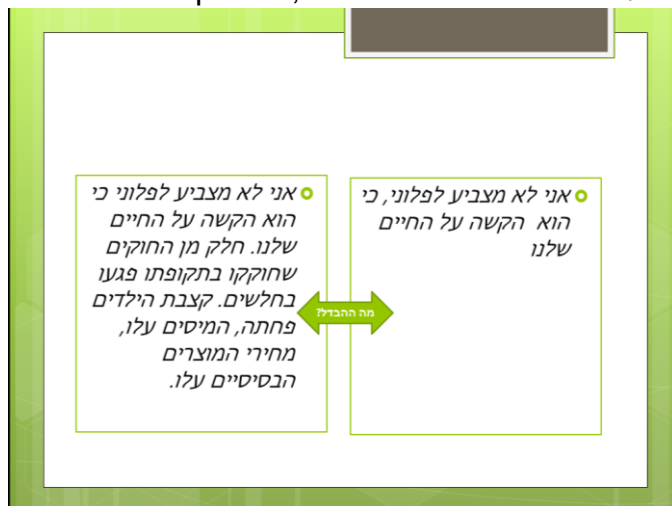 אני לא מצביע לפלוני, כי
הוא הקשה על החיים
שלנו
מה ההבדל?
אני לא מצביע לפלוני כי
הוא הקשה על החיים
שלנו. חלק מן החוקים
שחוקקו בתקופתו פגעו
בחלשים. קצבת הילדים
פחתה, המיסים עלו,
מחירי המוצרים
הבסיסיים עלו.